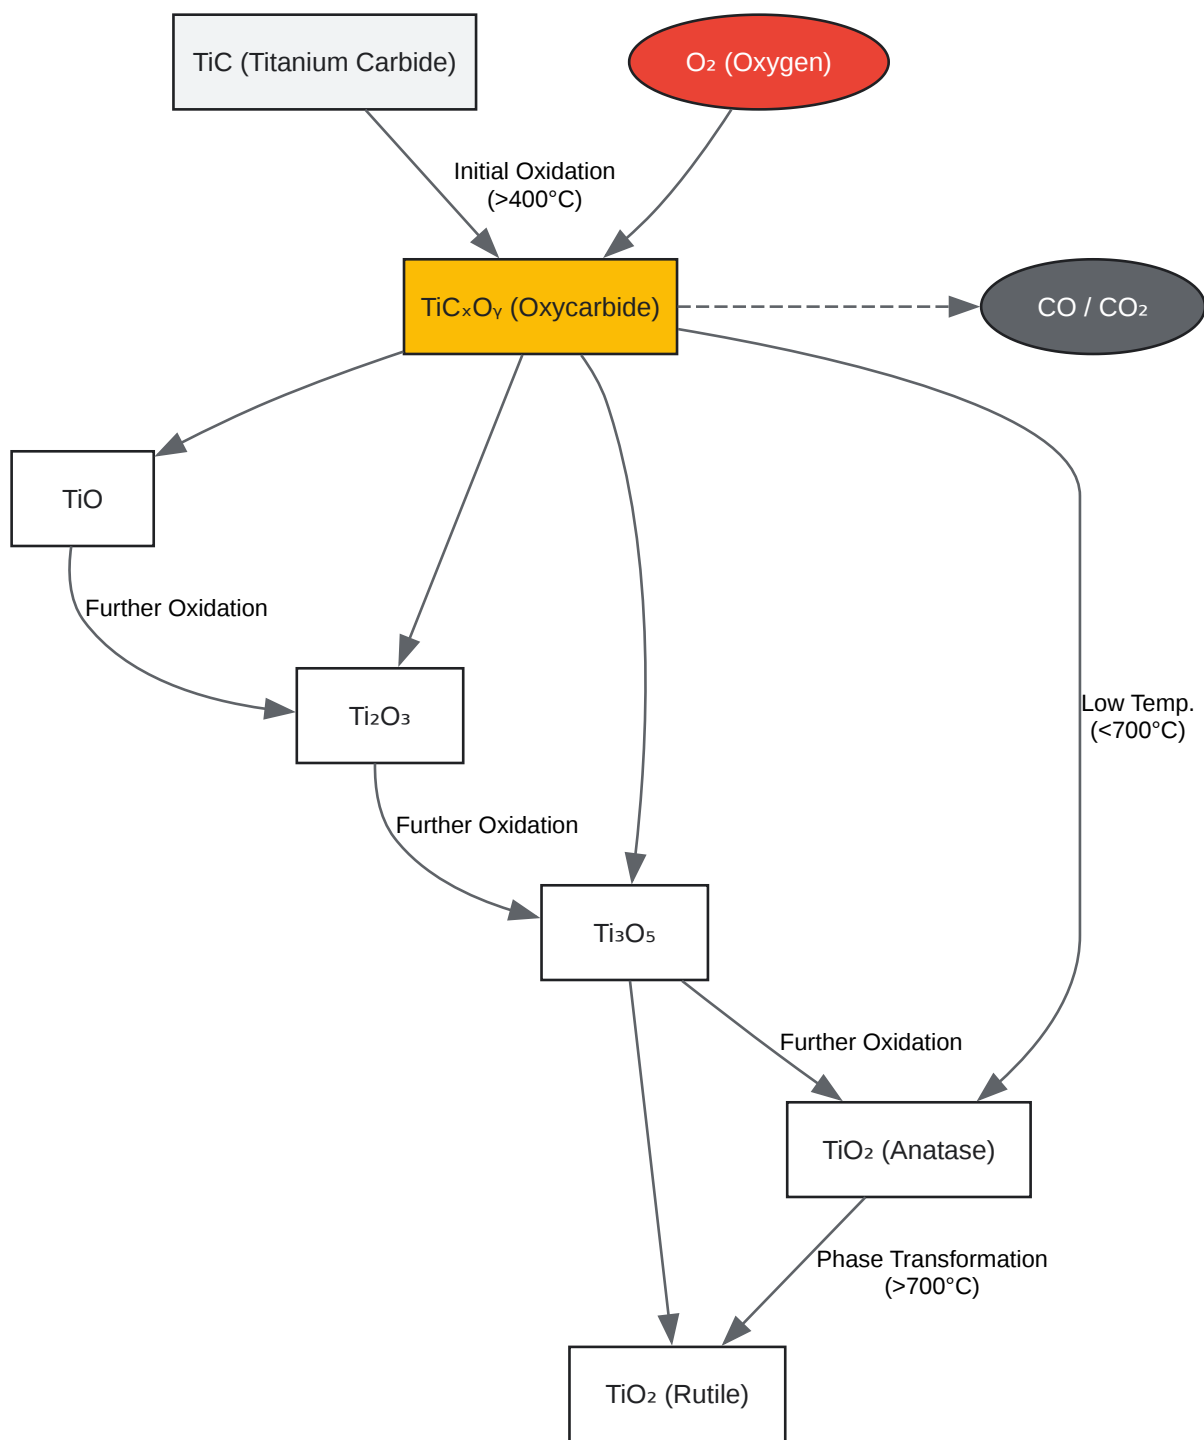 TiC (Titanium Carbide)
O₂ (Oxygen)
Initial Oxidation
(>400°C)
TiCₓOᵧ (Oxycarbide)
CO / CO₂
TiO
Further Oxidation
Ti₂O₃
Low Temp.
(<700°C)
Further Oxidation
Ti₃O₅
Further Oxidation
TiO₂ (Anatase)
Phase Transformation
(>700°C)
TiO₂ (Rutile)